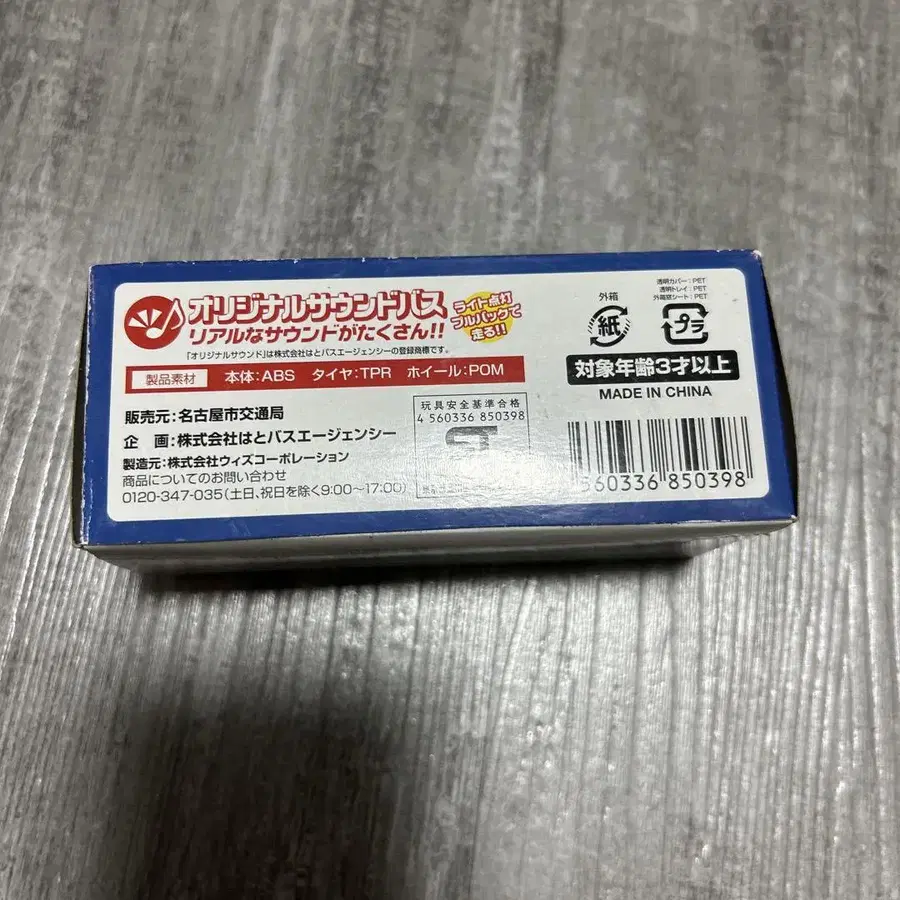 オリジナルサウンドバス
リアルなサウンドがたくさん!!
ライト点灯
プルバックで
走る!!
「オリジナルサウンド」は株式会社はとバスエージェンシーの登録商標です。
製品素材 本体:ABS タイヤ:TPR ホイール:POM
販売元:名古屋市交通局
企 画:株式会社はとバスエージェンシー
製造元:株式会社ウィズコーポレーション
商品についてのお問い合わせ
0120-347-035(土日、祝日を除く9:00~17:00)
玩具安全基準合格
4 560336 850398
ST
外箱
紙
透明カバー:PET
透明トレイ:PET
外箱窓シート:PET
プラ
対象年齢3才以上
MADE IN CHINA
560336 850398